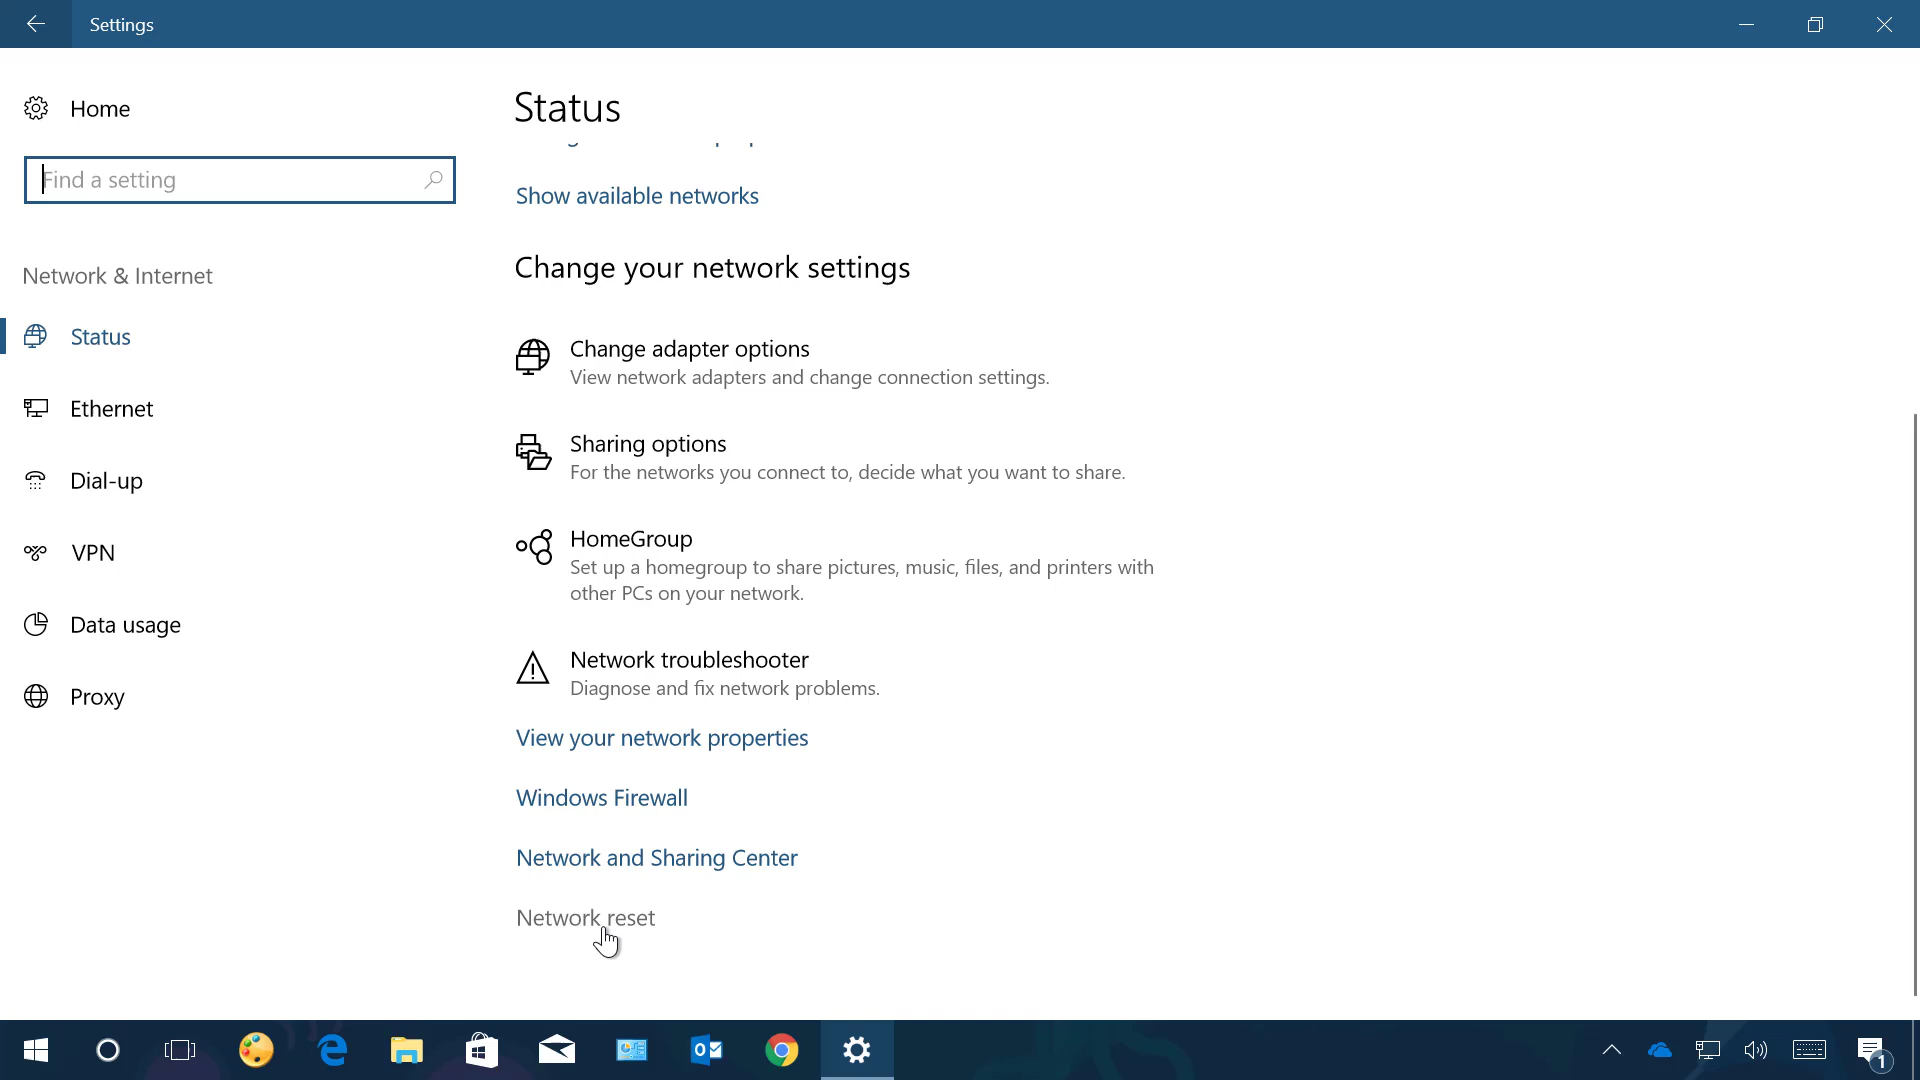 Settings
Home
Status
Find a setting
Show available networks
Network & Internet
Change your network settings
Status
Ethernet
Dial-up
VPN
Data usage
Proxy
Change adapter options
View network adapters and change connection settings.
Sharing options
For the networks you connect to, decide what you want to share.
HomeGroup
Set up a homegroup to share pictures, music, files, and printers with
other PCs on your network.
Network troubleshooter
Diagnose and fix network problems.
View your network properties
Windows Firewall
Network and Sharing Center
Network reset
1